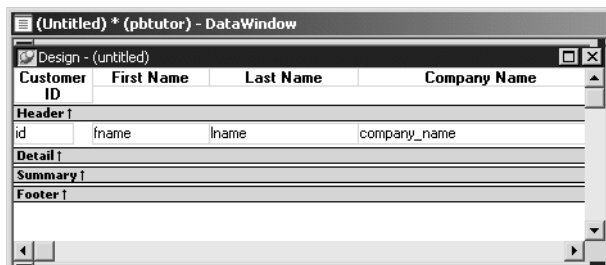 (Untitled) * (pbtutor) - DataWindow
Design - (untitled)
Customer ID First Name Last Name Company Name
Header ↑
id fname lname company_name
Detail ↑
Summary ↑
Footer ↑